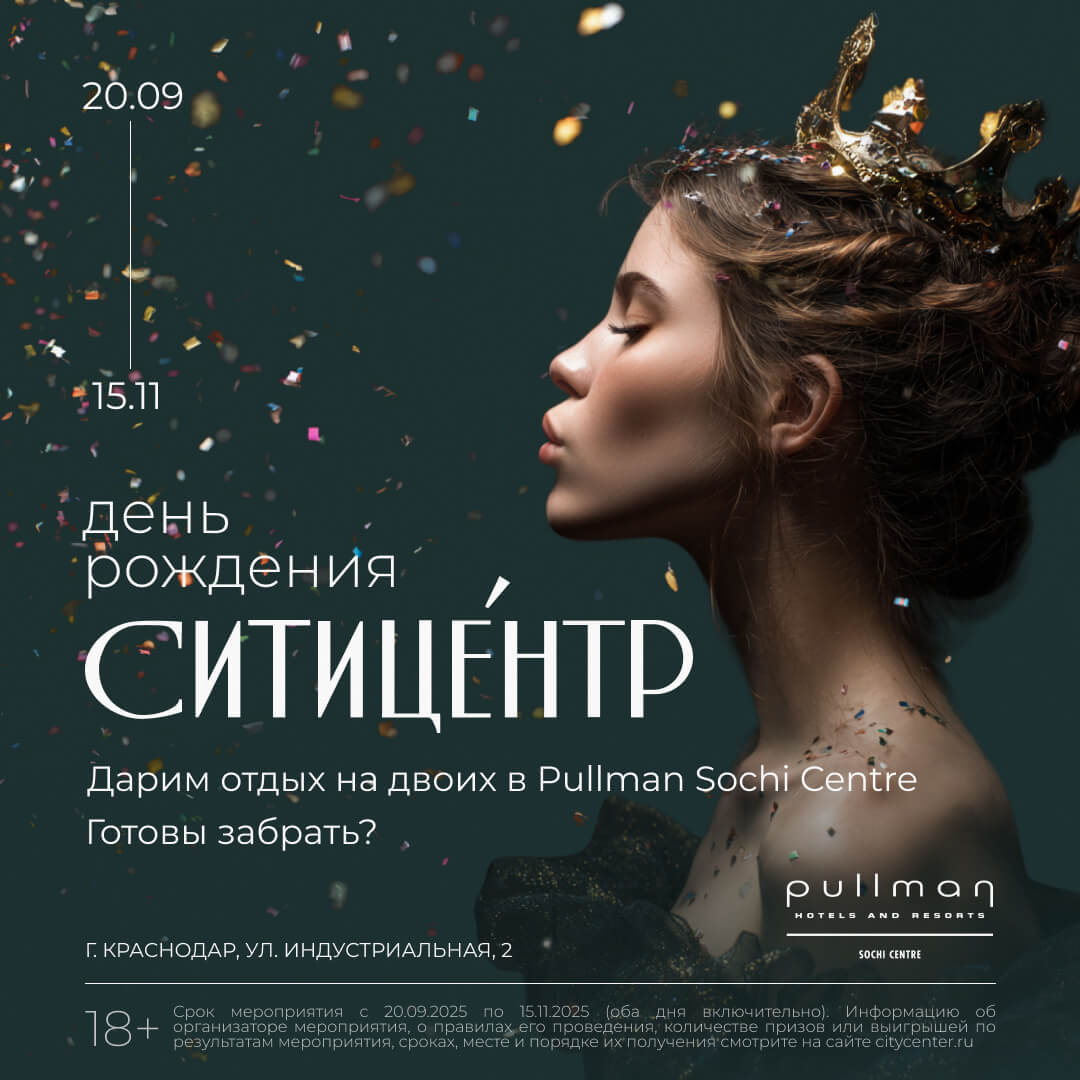 20.09
15.11
день
рождения
СИТИЦЕ́НТР
Дарим отдых на двоих в Pullman Sochi Centre
Готовы забрать?
pullman
HOTELS AND RESORTS
SOCHI CENTRE
Г. КРАСНОДАР, УЛ. ИНДУСТРИАЛЬНАЯ, 2
18+
Срок мероприятия с 20.09.2025 по 15.11.2025 (оба дня включительно). Информацию об
организаторе мероприятия, о правилах его проведения, количестве призов или выигрышей по
результатам мероприятия, сроках, месте и порядке их получения смотрите на сайте citycenter.ru